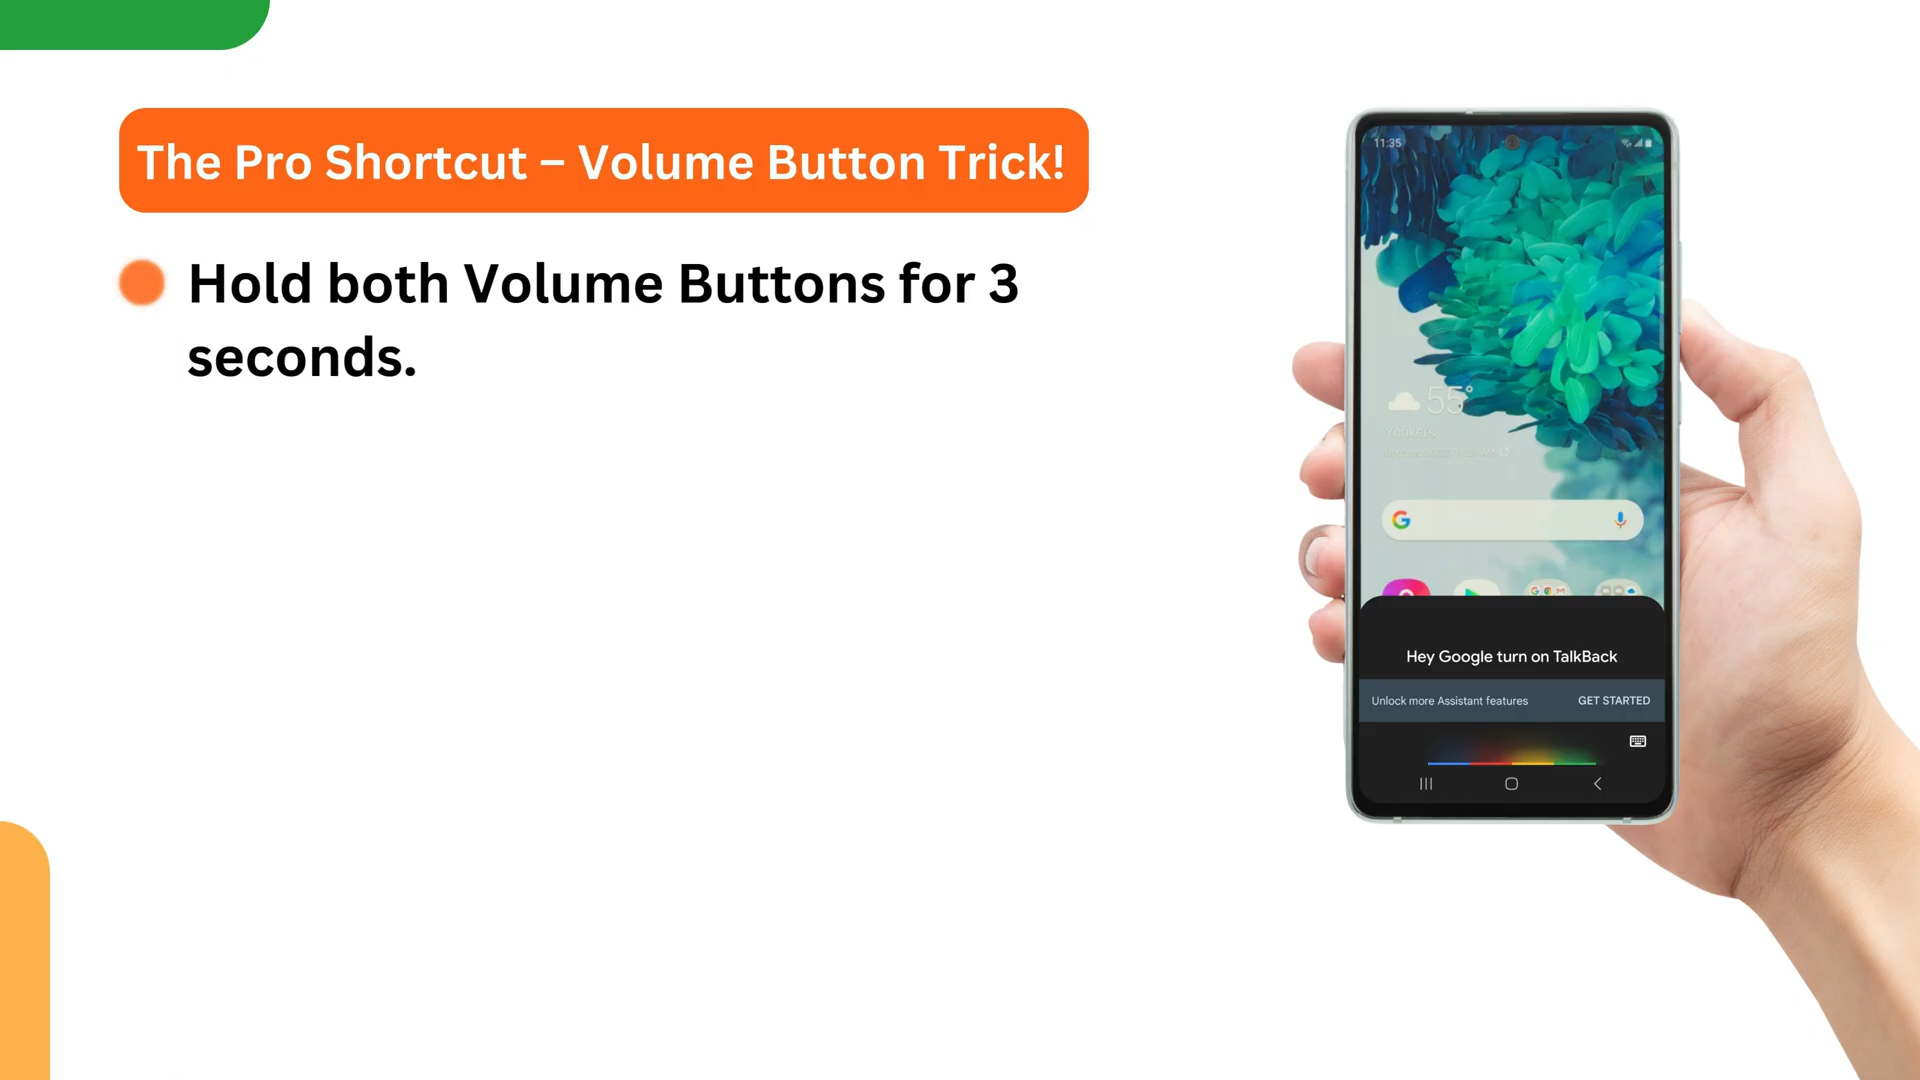 The Pro Shortcut – Volume Button Trick!
Hold both Volume Buttons for 3
seconds.
11:35
55°
Yonkers
Hey Google turn on TalkBack
Unlock more Assistant features GET STARTED